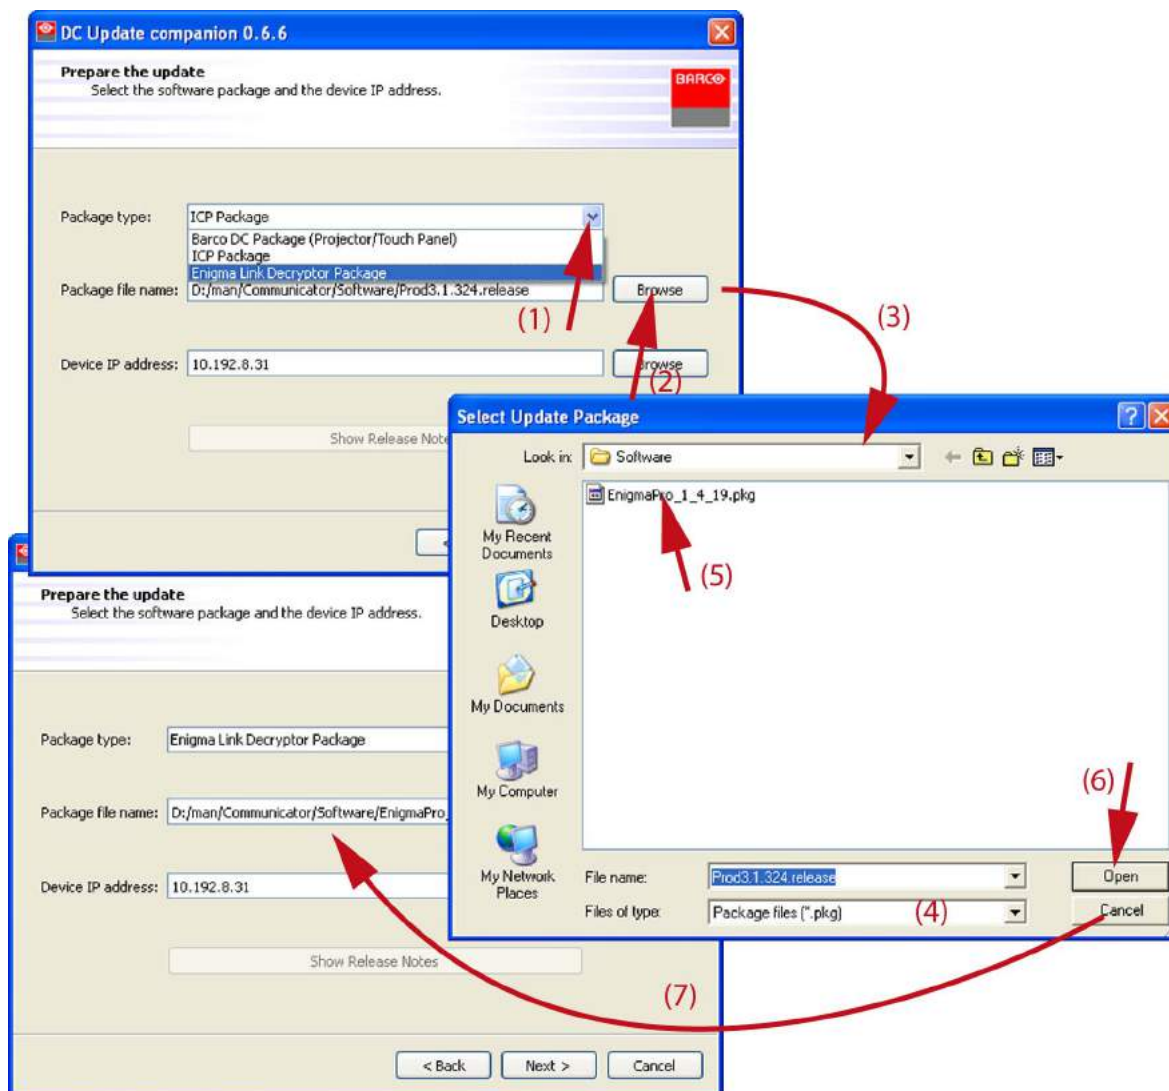 DC Update companion 0.6.6
Prepare the update
Select the software package and the device IP address.
BARCO
Package type:
ICP Package
Barco DC Package (Projector/Touch Panel)
ICP Package
Enigma Link Decryptor Package
Package file name:
D:/man/Communicator/Software/Prod3.1.324.release
Browse
(1)
(3)
Device IP address:
10.192.8.31
Browse
(2)
Show Release Note
<
Select Update Package
Look in:
Software
EnigmaPro_1_4_19.pkg
(5)
My Recent
Documents
Desktop
My Documents
My Computer
My Network
Places
(6)
File name:
Prod3.1.324.release
Open
Files of type:
Package files (*.pkg)
(4)
Cancel
Prepare the update
Select the software package and the device IP address.
Package type:
Enigma Link Decryptor Package
Package file name:
D:/man/Communicator/Software/EnigmaPro_
Device IP address:
10.192.8.31
Show Release Notes
(7)
< Back
Next >
Cancel